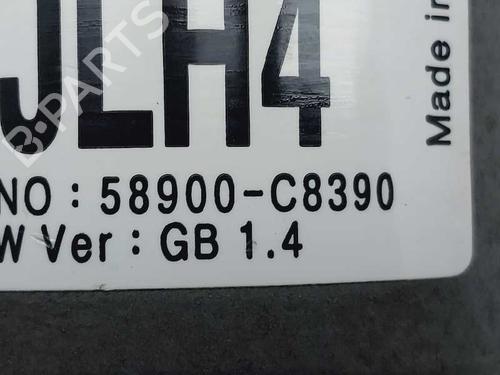 JLH4
NO : 58900-C8390
W Ver : GB 1.4
Made in
B-PARTS